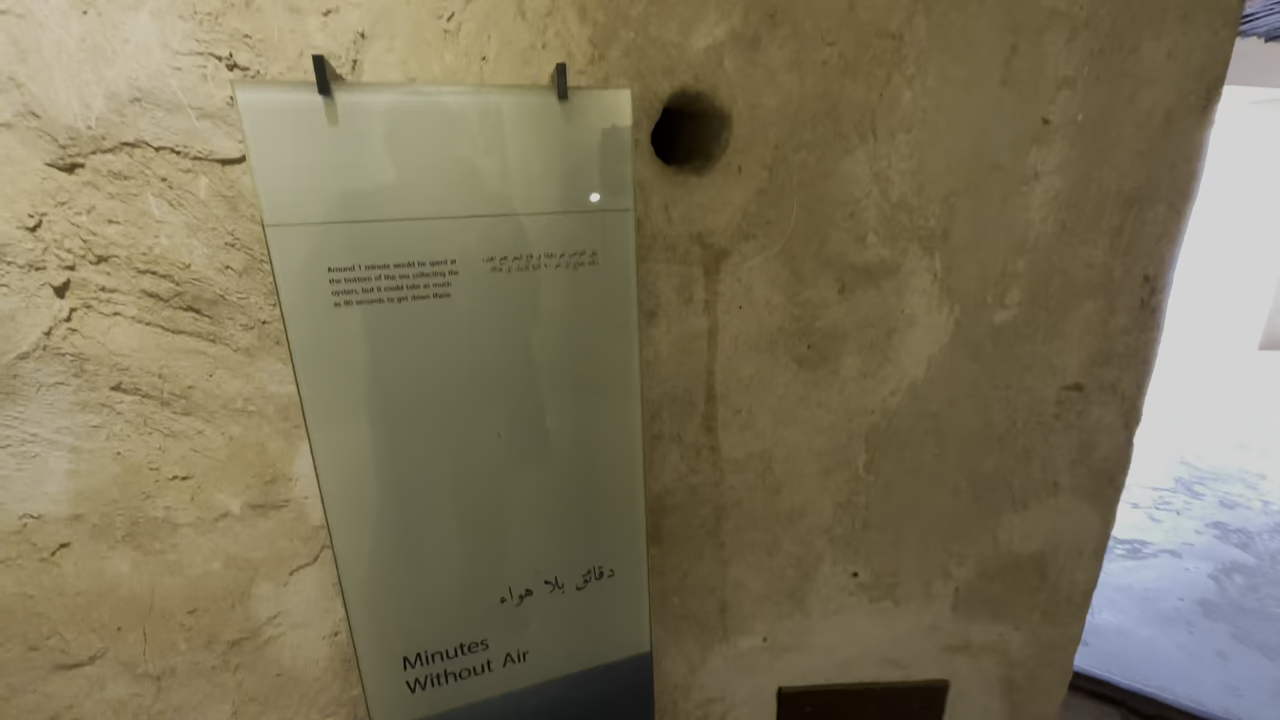 Around 1 minute would be spent at
the bottom of the sea collecting the
oysters, but it could take as much
as 90 seconds to get down there
دقائق بلا هواء
Minutes
Without Air